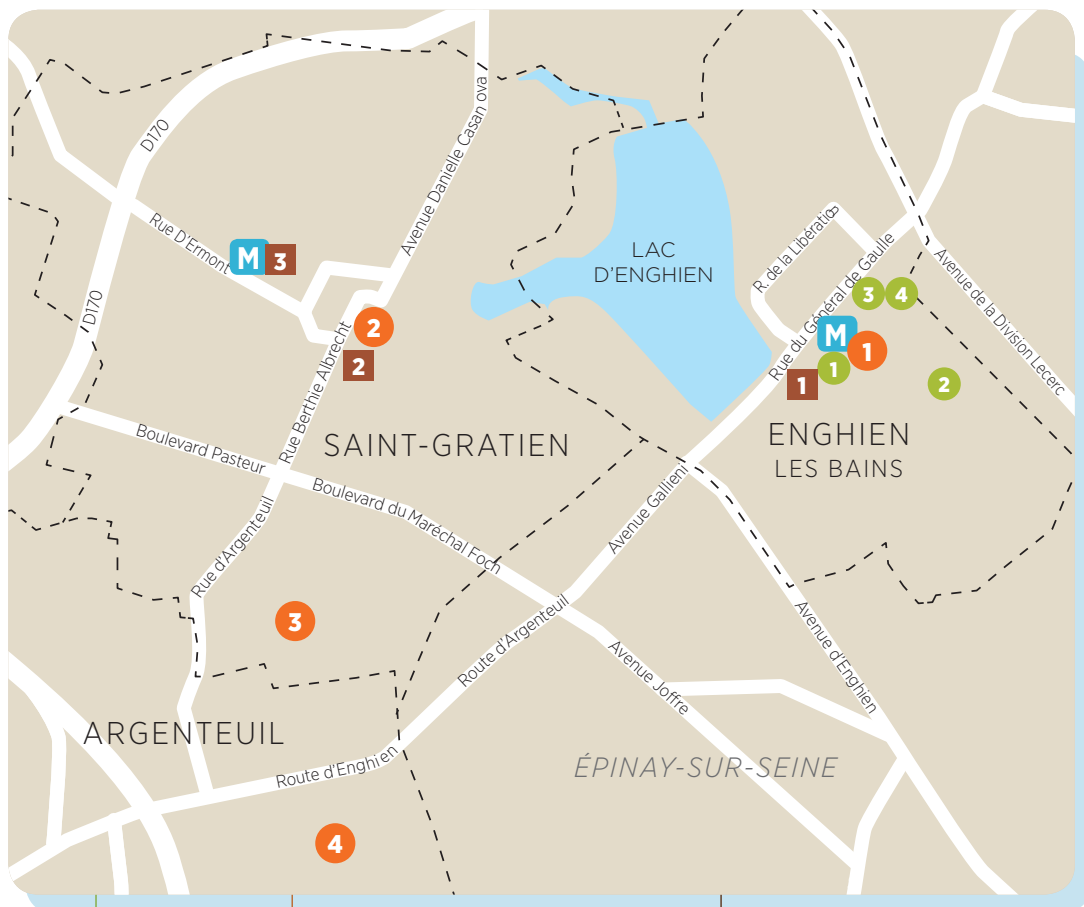 D170
Avenue Danielle Casanova
Rue D'Ermont
M
3
D170
LAC
D'ENGHIEN
R. de la Libération
Rue du Général de Gaulle
3
4
Avenue de la Division Leclerc
M
1
1
1
2
2
2
Rue Berthie Albrecht
ENGHIEN
LES BAINS
SAINT-GRATIEN
Boulevard Pasteur
Boulevard du Maréchal Foch
Avenue Gallieni
Rue d'Argenteuil
3
Route d'Argenteuil
Avenue d'Enghien
Avenue Joffre
ARGENTEUIL
Route d'Enghien
ÉPINAY-SUR-SEINE
4